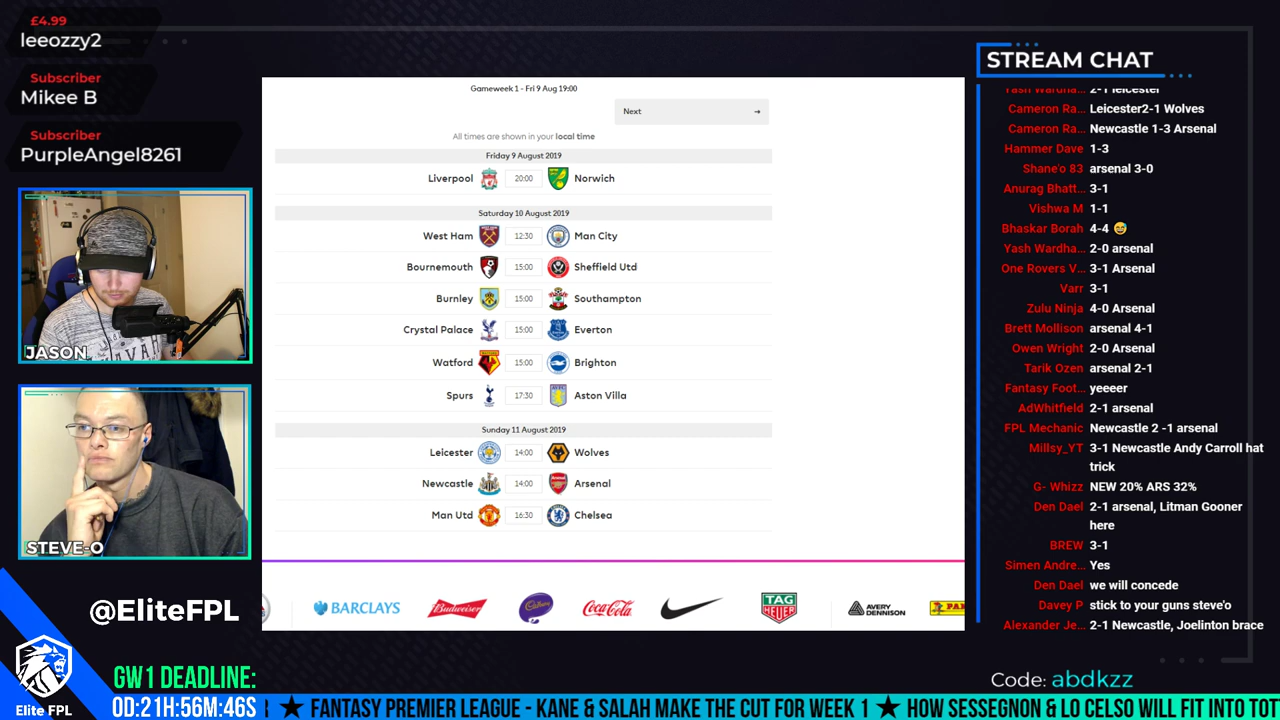 £4.99
leeozzy2
Subscriber
Mikee B
Subscriber
PurpleAngel8261
JASON
STEVE-O
@EliteFPL
Elite FPL
GW1 DEADLINE:
0D:21H:56M:46S
Gameweek 1 - Fri 9 Aug 19:00
Next →
All times are shown in your local time
Friday 9 August 2019
Liverpool 20:00 Norwich
Saturday 10 August 2019
West Ham 12:30 Man City
Bournemouth 15:00 Sheffield Utd
Burnley 15:00 Southampton
Crystal Palace 15:00 Everton
Watford 15:00 Brighton
Spurs 17:30 Aston Villa
Sunday 11 August 2019
Leicester 14:00 Wolves
Newcastle 14:00 Arsenal
Man Utd 16:30 Chelsea
BARCLAYS Budweiser Cadbury Coca-Cola TAG HEUER AVERY DENNISON
STREAM CHAT
Yash Wardha... 2-1 leicester
Cameron Ra... Leicester2-1 Wolves
Cameron Ra... Newcastle 1-3 Arsenal
Hammer Dave 1-3
Shane'o 83 arsenal 3-0
Anurag Bhatt... 3-1
Vishwa M 1-1
Bhaskar Borah 4-4 😅
Yash Wardha... 2-0 arsenal
One Rovers V... 3-1 Arsenal
Varr 3-1
Zulu Ninja 4-0 Arsenal
Brett Mollison arsenal 4-1
Owen Wright 2-0 Arsenal
Tarik Ozen arsenal 2-1
Fantasy Foot... yeeeer
AdWhitfield 2-1 arsenal
FPL Mechanic Newcastle 2 -1 arsenal
Millsy_YT 3-1 Newcastle Andy Carroll hat
trick
G- Whizz NEW 20% ARS 32%
Den Dael 2-1 arsenal, Litman Gooner
here
BREW 3-1
Simen Andre... Yes
Den Dael we will concede
Davey P stick to your guns steve'o
Alexander Je... 2-1 Newcastle, Joelinton brace
Code: abdkzz
★ FANTASY PREMIER LEAGUE - KANE & SALAH MAKE THE CUT FOR WEEK 1 ★ HOW SESSEGNON & LO CELSO WILL FIT INTO TOT